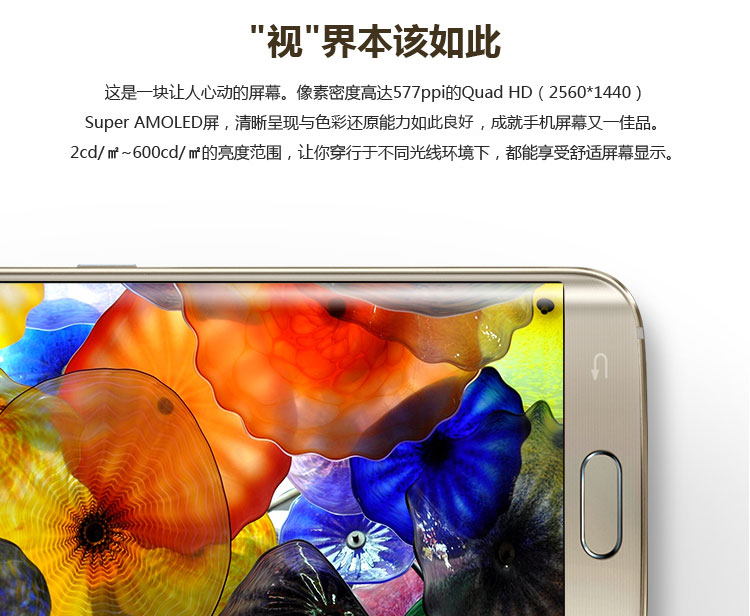 "视"界本该如此
这是一块让人心动的屏幕。像素密度高达577ppi的Quad HD（2560*1440）
Super AMOLED屏，清晰呈现与色彩还原能力如此良好，成就手机屏幕又一佳品。
2cd/㎡~600cd/㎡的亮度范围，让你穿行于不同光线环境下，都能享受舒适屏幕显示。